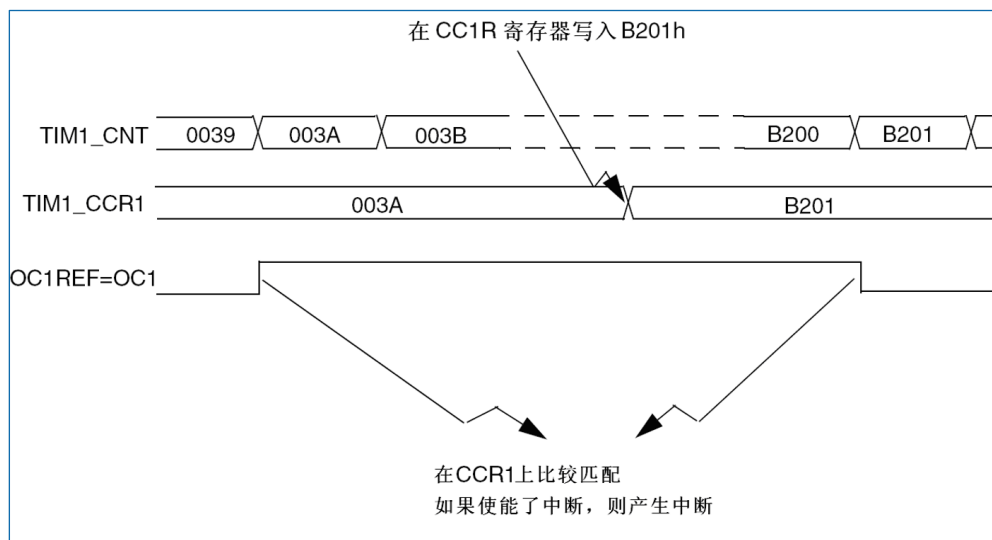 在 CC1R 寄存器写入 B201h
TIM1_CNT 0039 003A 003B B200 B201
TIM1_CCR1 003A B201
OC1REF=OC1
在CCR1上比较匹配
如果使能了中断，则产生中断